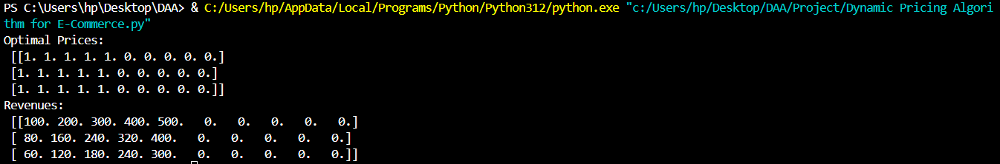 PS C:\Users\hp\Desktop\DAA> & C:/Users/hp/AppData/Local/Programs/Python/Python312/python.exe "c:/Users/hp/Desktop/DAA/Project/Dynamic Pricing Algori
thm for E-Commerce.py"
Optimal Prices:
 [[1. 1. 1. 1. 1. 0. 0. 0. 0. 0.]
 [1. 1. 1. 1. 1. 0. 0. 0. 0. 0.]
 [1. 1. 1. 1. 1. 0. 0. 0. 0. 0.]]
Revenues:
 [[100. 200. 300. 400. 500.   0.   0.   0.   0.   0.]
 [ 80. 160. 240. 320. 400.   0.   0.   0.   0.   0.]
 [ 60. 120. 180. 240. 300.   0.   0.   0.   0.   0.]]